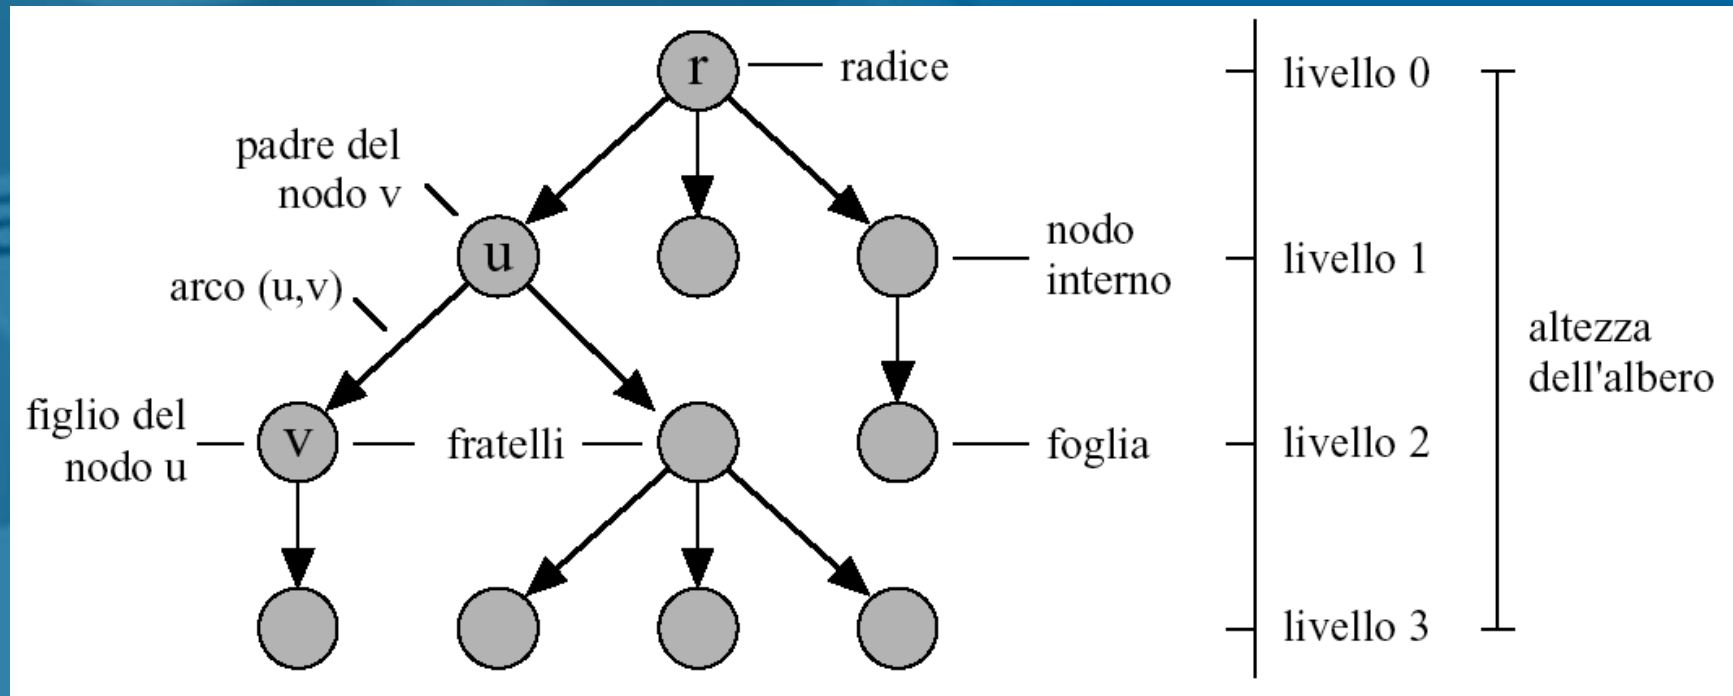 r
radice
livello 0
padre del
nodo v
u
nodo
interno
livello 1
arco (u,v)
altezza
dell'albero
figlio del
nodo u
v
fratelli
foglia
livello 2
livello 3